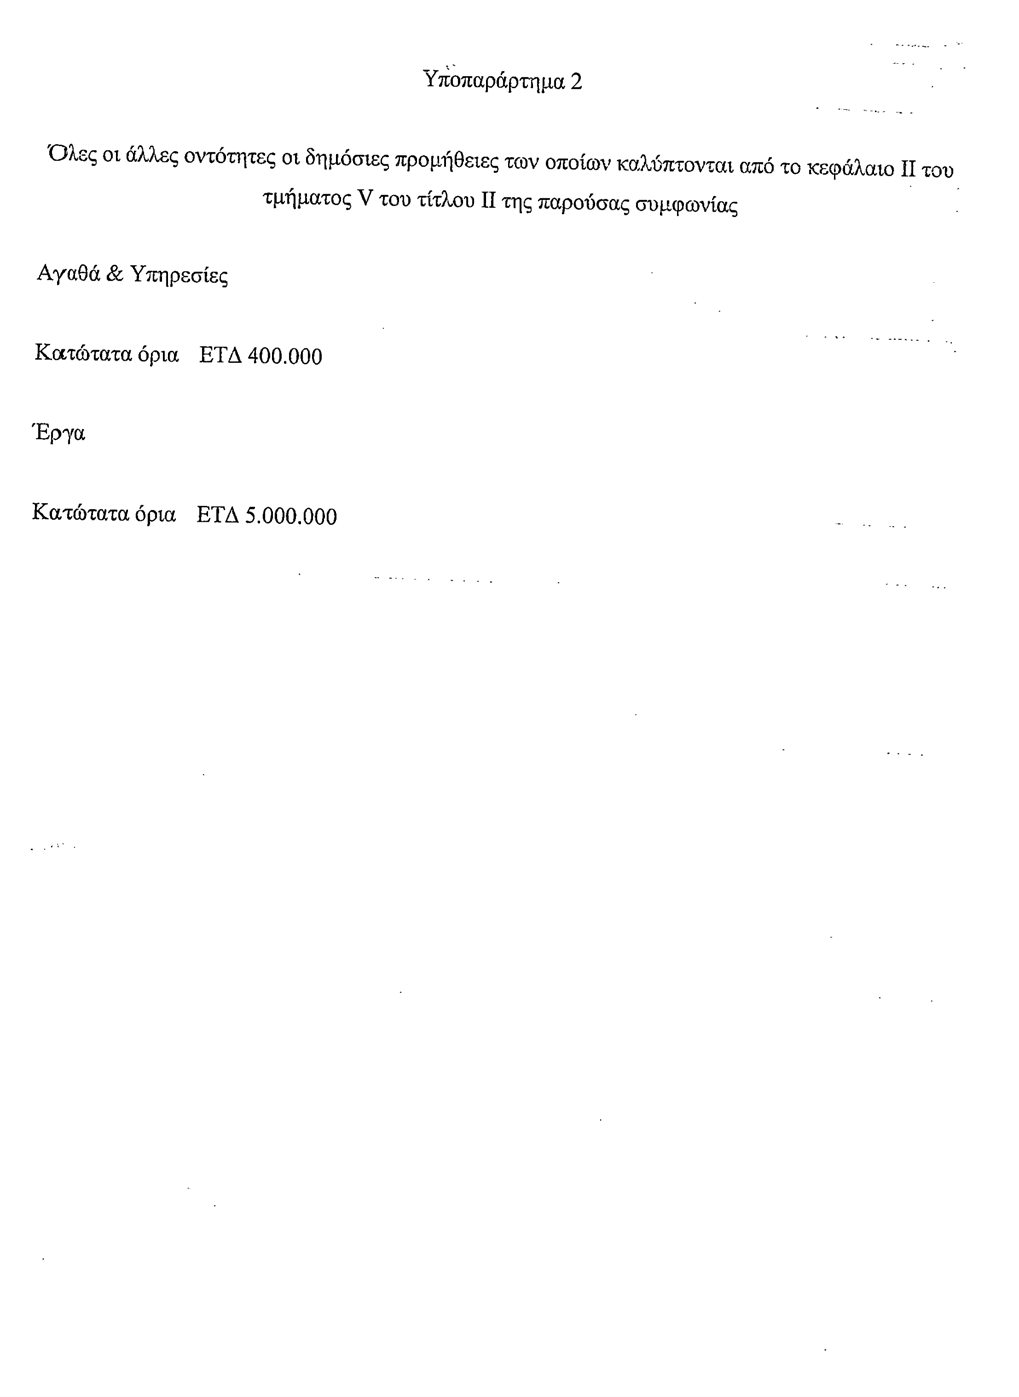 Υποπαράρτημα 2
Όλες οι άλλες οντότητες οι δημόσιες προμήθειες των οποίων καλύπτονται από το κεφάλαιο ΙΙ του
τμήματος V του τίτλου ΙΙ της παρούσας συμφωνίας
Αγαθά & Υπηρεσίες
Κατώτατα όρια ΕΤΔ 400.000
Έργα
Κατώτατα όρια ΕΤΔ 5.000.000